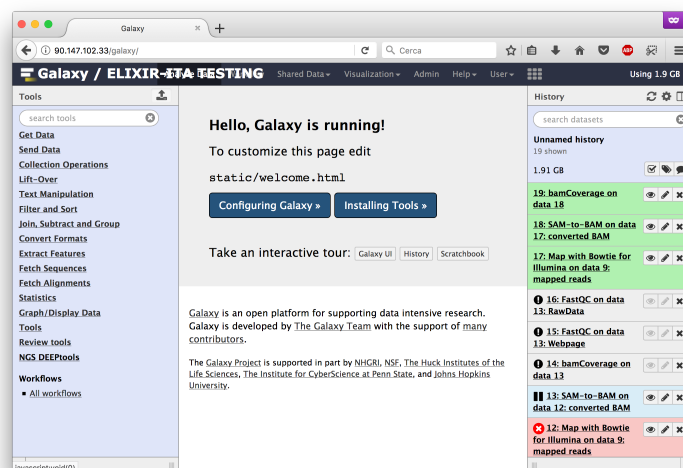 Galaxy
90.147.102.33/galaxy/
Cerca
ABP
Galaxy / ELIXIR-ITA TESTING
Shared Data
Visualization
Admin
Help
User
Using 1.9 GB
Tools
search tools
Get Data
Send Data
Collection Operations
Lift-Over
Text Manipulation
Filter and Sort
Join, Subtract and Group
Convert Formats
Extract Features
Fetch Sequences
Fetch Alignments
Statistics
Graph/Display Data
Tools
Review tools
NGS DEEPtools
Workflows
All workflows
javascript:void(0)
Hello, Galaxy is running!
To customize this page edit
static/welcome.html
Configuring Galaxy »
Installing Tools »
Take an interactive tour: Galaxy UI History Scratchbook
Galaxy is an open platform for supporting data intensive research.
Galaxy is developed by The Galaxy Team with the support of many
contributors.
The Galaxy Project is supported in part by NHGRI, NSF, The Huck Institutes of the
Life Sciences, The Institute for CyberScience at Penn State, and Johns Hopkins
University.
History
search datasets
Unnamed history
19 shown
1.91 GB
19: bamCoverage on
data 18
18: SAM-to-BAM on data
17: converted BAM
17: Map with Bowtie for
Illumina on data 9:
mapped reads
16: FastQC on data
13: RawData
15: FastQC on data
13: Webpage
14: bamCoverage on
data 13
13: SAM-to-BAM on
data 12: converted BAM
12: Map with Bowtie
for Illumina on data 9:
mapped reads